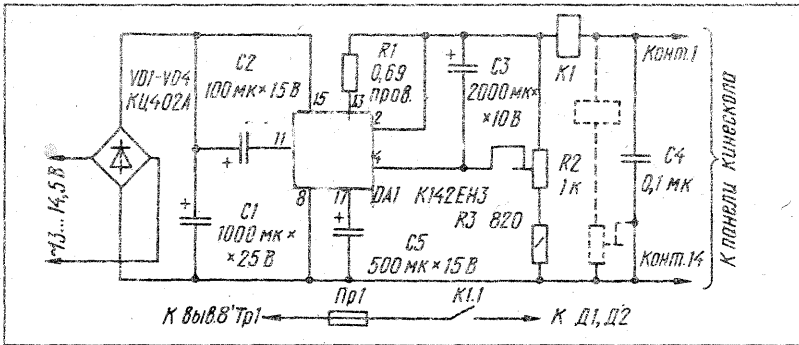 ~13...14,5 В
VD1-VD4
КЦ402А
C2
100 мк×15 В
C1
1000 мк ×
×25 В
15
13
2
11
4
8
17
R1
0,69
пров.
C3
2000 мк×
×10 В
DA1 К142ЕН3
R2
1 к
R3 820
C5
500 мк×15 В
K1
C4
0,1 мк
Конт.1
Конт.14
К панели кинескопа
К выв.8'Тр1
Пр1
K1.1
К Д1, Д2